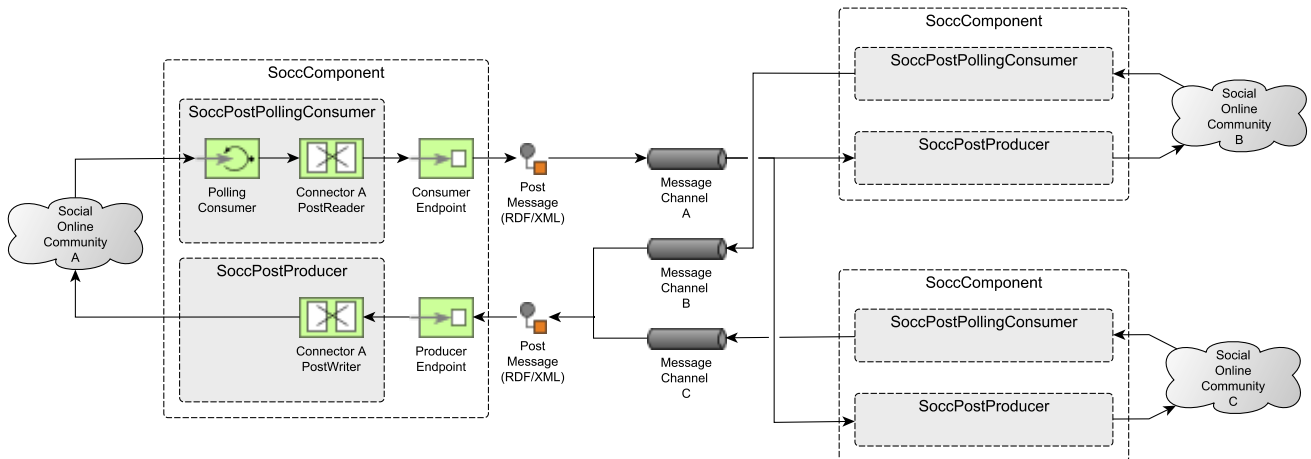 SoccComponent
SoccPostPollingConsumer
Polling
Consumer
Connector A
PostReader
Consumer
Endpoint
Post
Message
(RDF/XML)
Message
Channel
A
Social
Online
Community
A
SoccPostProducer
Connector A
PostWriter
Producer
Endpoint
Post
Message
(RDF/XML)
Message
Channel
B
Message
Channel
C
SoccComponent
SoccPostPollingConsumer
SoccPostProducer
Social
Online
Community
B
SoccComponent
SoccPostPollingConsumer
SoccPostProducer
Social
Online
Community
C